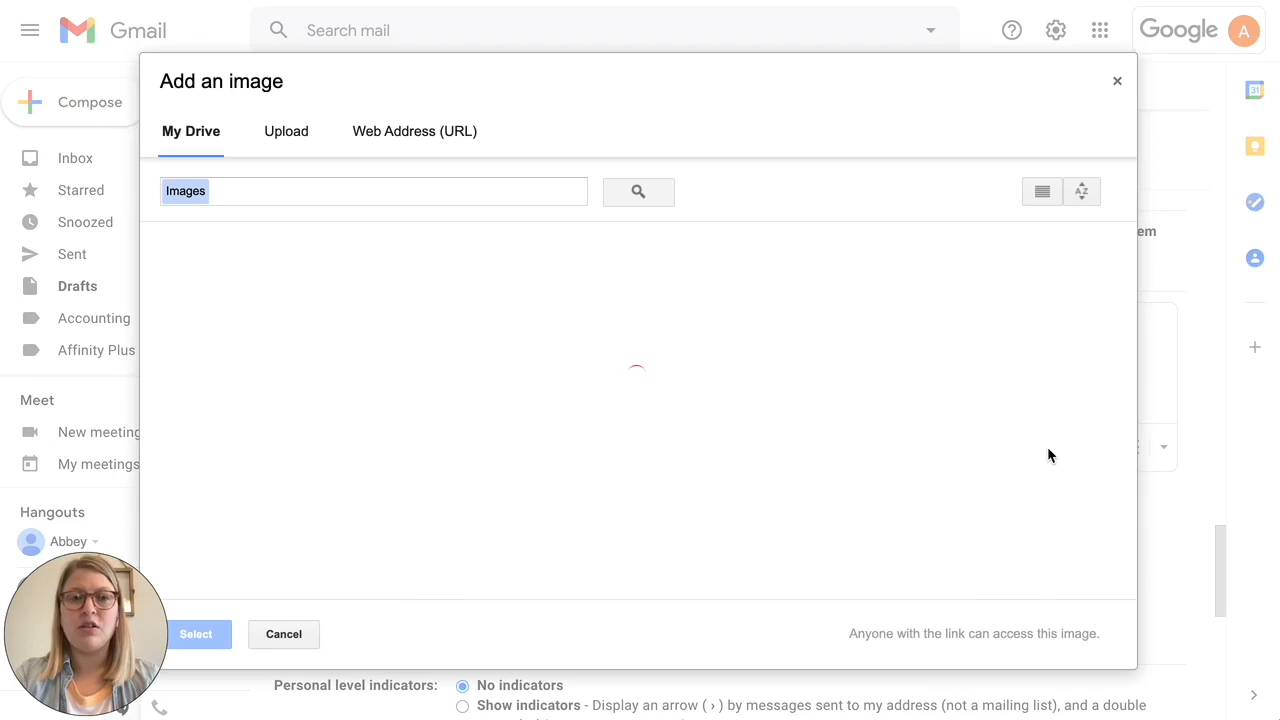 Gmail
Search mail
Google
A
Add an image
Compose
31
My Drive
Upload
Web Address (URL)
Inbox
Starred
Images
A Z
Snoozed
em
Sent
Drafts
Accounting
Affinity Plus
Meet
New meeting
My meetings
Hangouts
Abbey
Select
Cancel
Anyone with the link can access this image.
Personal level indicators:
No indicators
Show indicators - Display an arrow ( › ) by messages sent to my address (not a mailing list), and a double